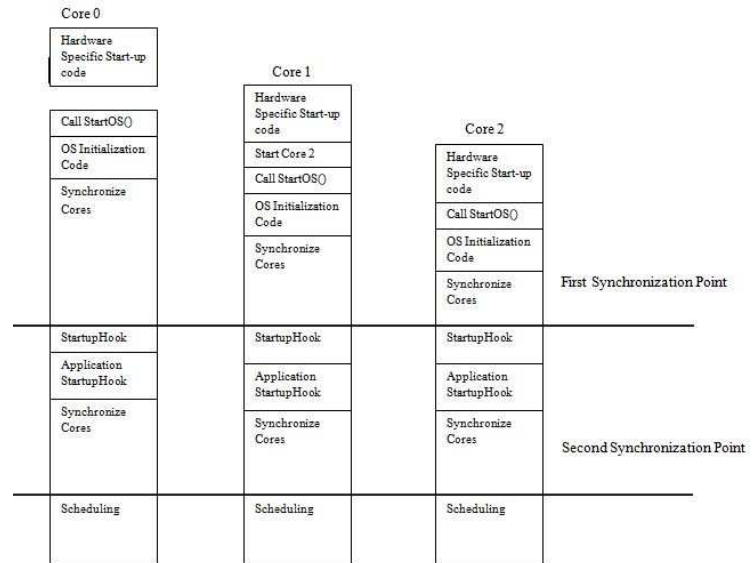 Core 0
Hardware
Specific Start-up
code
Call StartOS()
OS Initialization
Code
Synchronize
Cores
StartupHook
Application
StartupHook
Synchronize
Cores
Scheduling
Core 1
Hardware
Specific Start-up
code
Start Core 2
Call StartOS()
OS Initialization
Code
Synchronize
Cores
StartupHook
Application
StartupHook
Synchronize
Cores
Scheduling
Core 2
Hardware
Specific Start-up
code
Call StartOS()
OS Initialization
Code
Synchronize
Cores
StartupHook
Application
StartupHook
Synchronize
Cores
Scheduling
First Synchronization Point
Second Synchronization Point